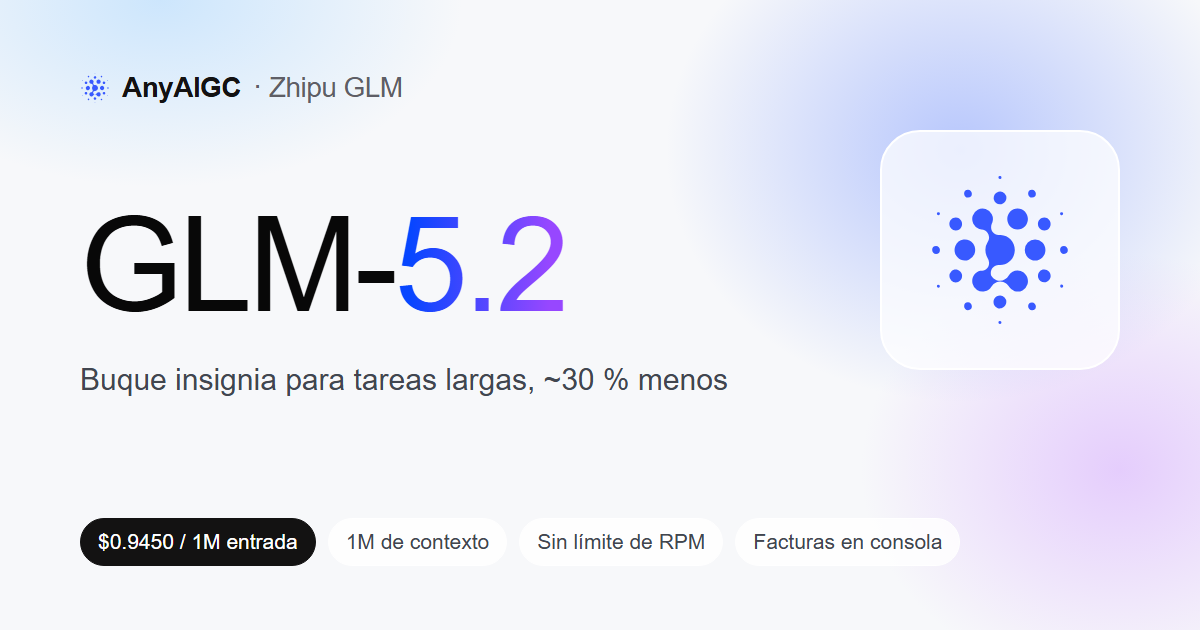 AnyAIGC · Zhipu GLM
GLM-5.2
Buque insignia para tareas largas, ~30 % menos
$0.9450 / 1M entrada
1M de contexto
Sin límite de RPM
Facturas en consola